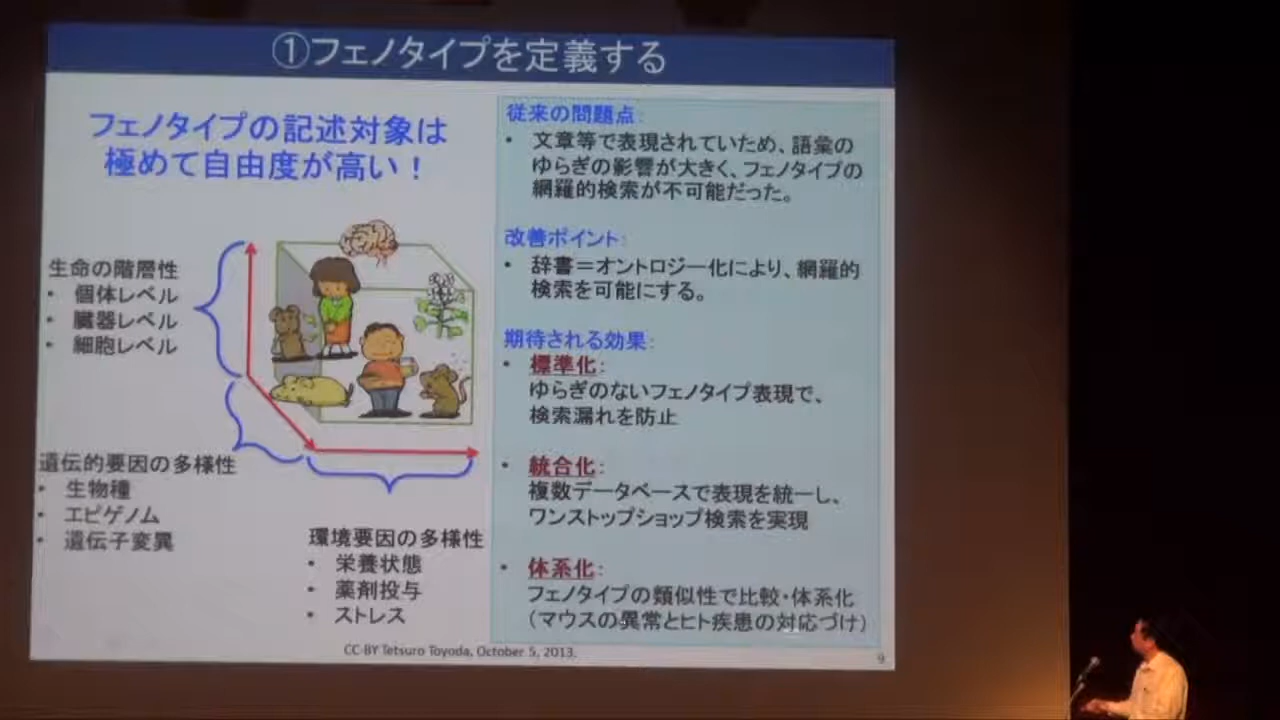 ①フェノタイプを定義する
フェノタイプの記述対象は
極めて自由度が高い！
生命の階層性
• 個体レベル
• 臓器レベル
• 細胞レベル
遺伝的要因の多様性
• 生物種
• エピゲノム
• 遺伝子変異
環境要因の多様性
• 栄養状態
• 薬剤投与
• ストレス
従来の問題点:
• 文章等で表現されていため、語彙の
ゆらぎの影響が大きく、フェノタイプの
網羅的検索が不可能だった。
改善ポイント:
• 辞書＝オントロジー化により、網羅的
検索を可能にする。
期待される効果:
• 標準化:
ゆらぎのないフェノタイプ表現で、
検索漏れを防止
• 統合化:
複数データベースで表現を統一し、
ワンストップショップ検索を実現
• 体系化:
フェノタイプの類似性で比較・体系化
（マウスの異常とヒト疾患の対応づけ）
CC-BY Tetsuro Toyoda, October 5, 2013.
9